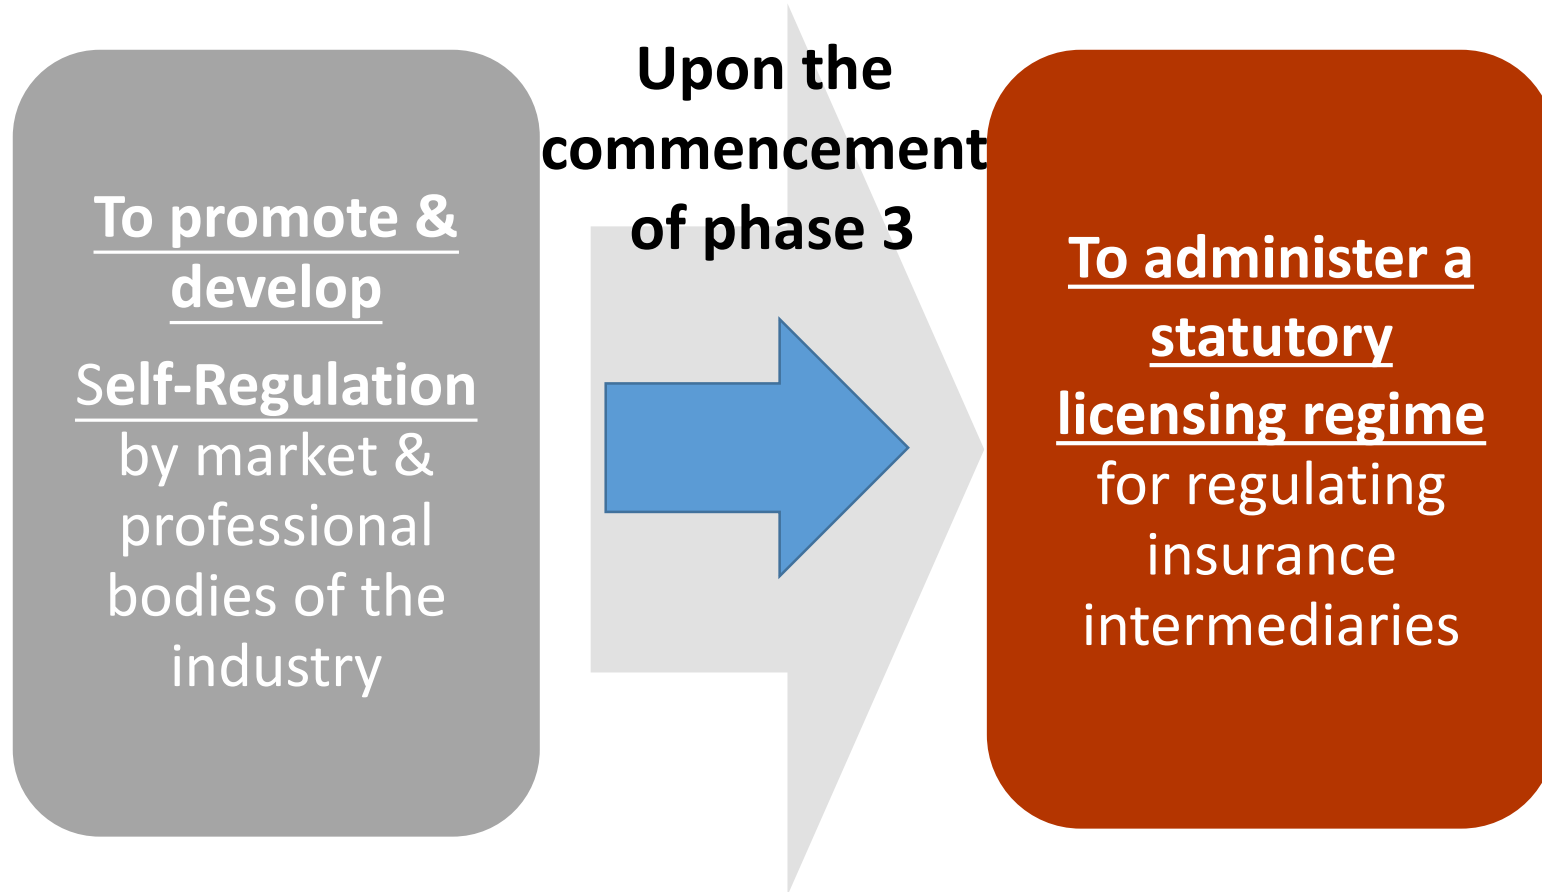 To promote &
develop
Self-Regulation
by market &
professional
bodies of the
industry
Upon the
commencement
of phase 3
To administer a
statutory
licensing regime
for regulating
insurance
intermediaries